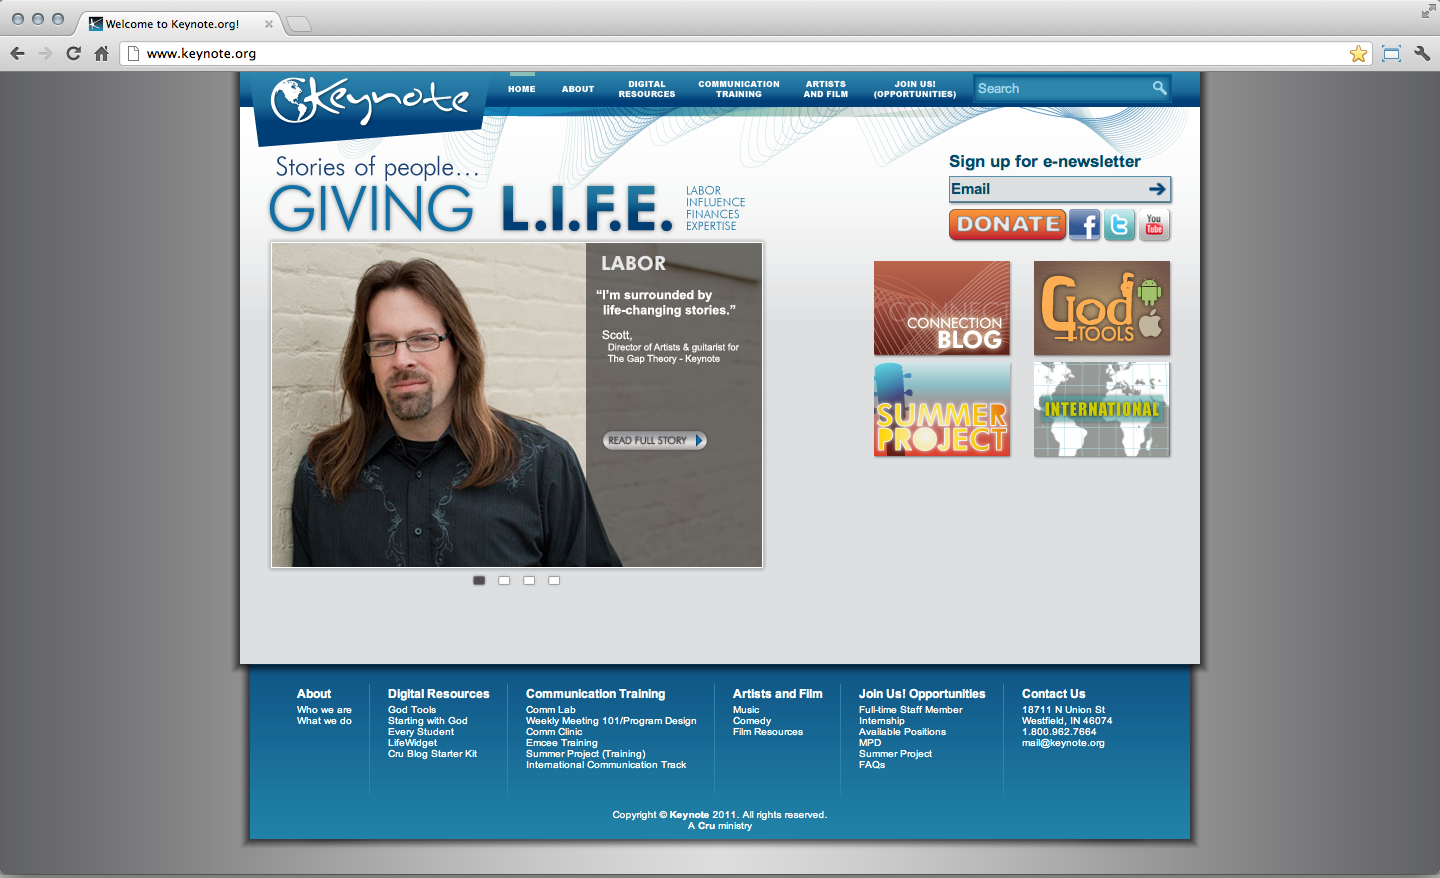 Welcome to Keynote.org!
www.keynote.org
Keynote
HOME
ABOUT
DIGITAL
RESOURCES
COMMUNICATION
TRAINING
ARTISTS
AND FILM
JOIN US!
(OPPORTUNITIES)
Search
Stories of people...
GIVING L.I.F.E.
LABOR
INFLUENCE
FINANCES
EXPERTISE
Sign up for e-newsletter
Email
DONATE
f
t
You
Tube
LABOR
“I’m surrounded by
life-changing stories.”
Scott,
Director of Artists & guitarist for
The Gap Theory - Keynote
READ FULL STORY
CONNECT
CONNECTION
BLOG
God
TOOLS
SUMMER
PROJECT
INTERNATIONAL
About
Who we are
What we do
Digital Resources
God Tools
Starting with God
Every Student
LifeWidget
Cru Blog Starter Kit
Communication Training
Comm Lab
Weekly Meeting 101/Program Design
Comm Clinic
Emcee Training
Summer Project (Training)
International Communication Track
Artists and Film
Music
Comedy
Film Resources
Join Us! Opportunities
Full-time Staff Member
Internship
Available Positions
MPD
Summer Project
FAQs
Contact Us
18711 N Union St
Westfield, IN 46074
1.800.962.7664
mail@keynote.org
Copyright © Keynote 2011. All rights reserved.
A Cru ministry